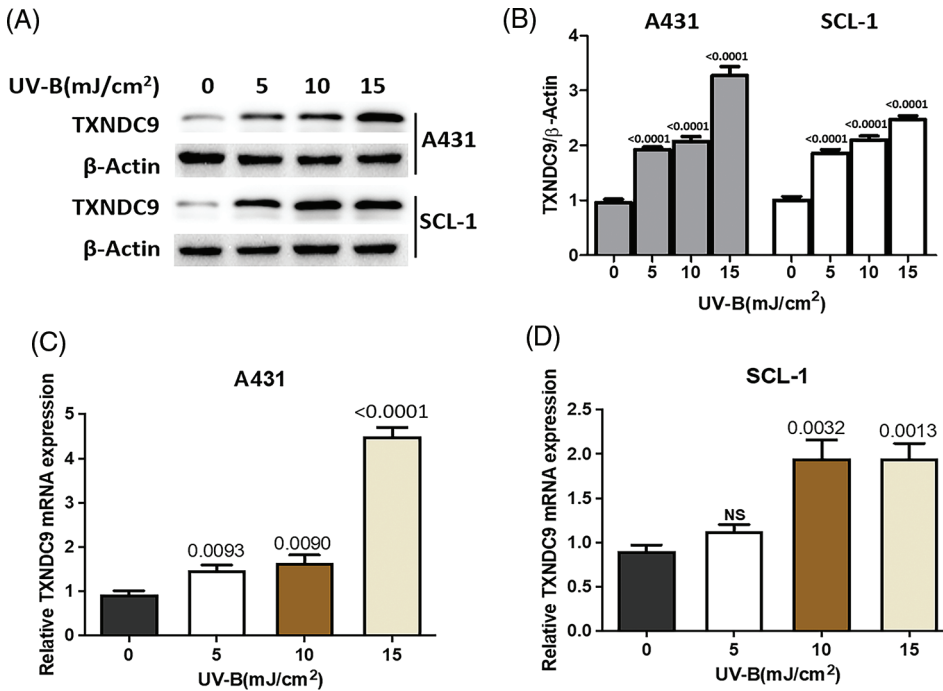 (A)
UV-B(mJ/cm²) 0 5 10 15
TXNDC9
β-Actin
A431
TXNDC9
β-Actin
SCL-1
(B)
A431 SCL-1
TXNDC9/β-Actin
4
3
2
1
0
<0.0001 <0.0001 <0.0001
<0.0001 <0.0001 <0.0001
0 5 10 15 0 5 10 15
UV-B(mJ/cm²)
(C)
A431
Relative TXNDC9 mRNA expression
5
4
2
1
0
0.0093 0.0090 <0.0001
0 5 10 15
UV-B(mJ/cm²)
(D)
SCL-1
Relative TXNDC9 mRNA expression
2.5
2.0
1.5
1.0
0.5
0.0
NS 0.0032 0.0013
0 5 10 15
UV-B(mJ/cm²)